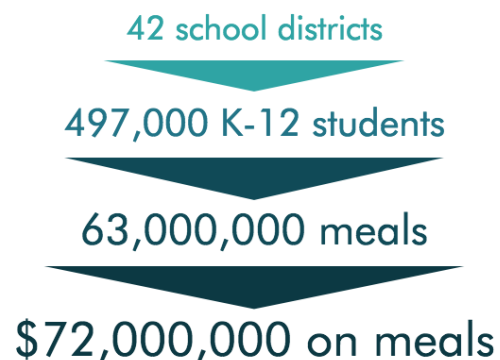 42 school districts
497,000 K-12 students
63,000,000 meals
$72,000,000 on meals